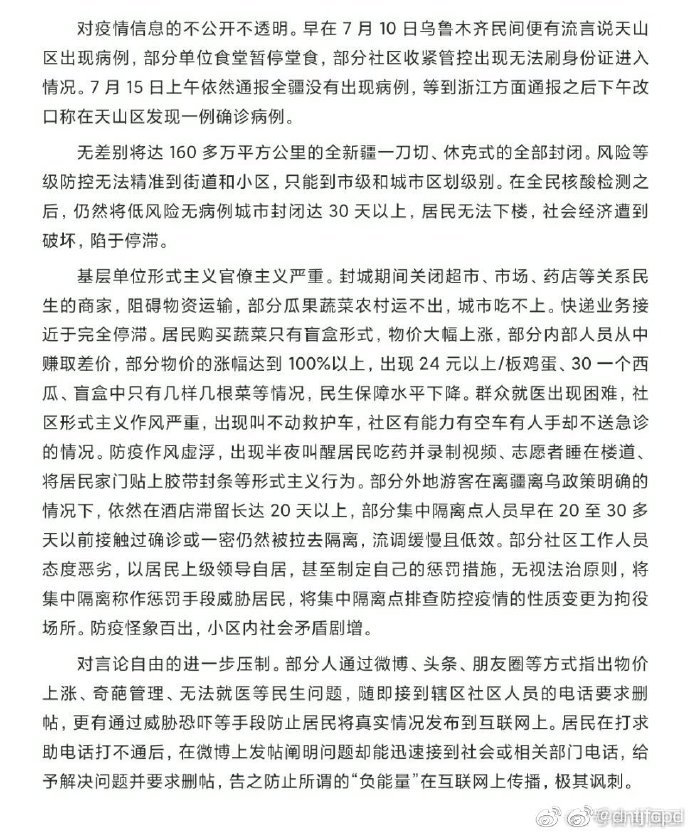 对疫情信息的不公开不透明。早在 7 月 10 日乌鲁木齐民间便有流言说天山
区出现病例，部分单位食堂暂停堂食，部分社区收紧管控出现无法刷身份证进入
情况。7 月 15 日上午依然通报全疆没有出现病例，等到浙江方面通报之后下午改
口称在天山区发现一例确诊病例。
无差别将达 160 多万平方公里的全新疆一刀切、休克式的全部封闭。风险等
级防控无法精准到街道和小区，只能到市级和城市区划级别。在全民核酸检测之
后，仍然将低风险无病例城市封闭达 30 天以上，居民无法下楼，社会经济遭到
破坏，陷于停滞。
基层单位形式主义官僚主义严重。封城期间关闭超市、市场、药店等关系民
生的商家，阻碍物资运输，部分瓜果蔬菜农村运不出，城市吃不上。快递业务接
近于完全停滞。居民购买蔬菜只有盲盒形式，物价大幅上涨，部分内部人员从中
赚取差价，部分物价的涨幅达到 100%以上，出现 24 元以上/板鸡蛋、30 一个西
瓜、盲盒中只有几样几根菜等情况，民生保障水平下降。群众就医出现困难，社
区形式主义作风严重，出现叫不动救护车，社区有能力有空车有人手却不送急诊
的情况。防疫作风虚浮，出现半夜叫醒居民吃药并录制视频、志愿者睡在楼道、
将居民家门贴上胶带封条等形式主义行为。部分外地游客在离疆离乌政策明确的
情况下，依然在酒店滞留长达 20 天以上，部分集中隔离点人员早在 20 至 30 多
天以前接触过确诊或一密仍然被拉去隔离，流调缓慢且低效。部分社区工作人员
态度恶劣，以居民上级领导自居，甚至制定自己的惩罚措施，无视法治原则，将
集中隔离称作惩罚手段威胁居民，将集中隔离点排查防控疫情的性质变更为拘役
场所。防疫怪象百出，小区内社会矛盾剧增。
对言论自由的进一步压制。部分人通过微博、头条、朋友圈等方式指出物价
上涨、奇葩管理、无法就医等民生问题，随即接到辖区社区人员的电话要求删
帖，更有通过威胁恐吓等手段防止居民将真实情况发布到互联网上。居民在打求
助电话打不通后，在微博上发帖阐明问题却能迅速接到社会或相关部门电话，给
予解决问题并要求删帖，告之防止所谓的“负能量”在互联网上传播，极其讽刺。